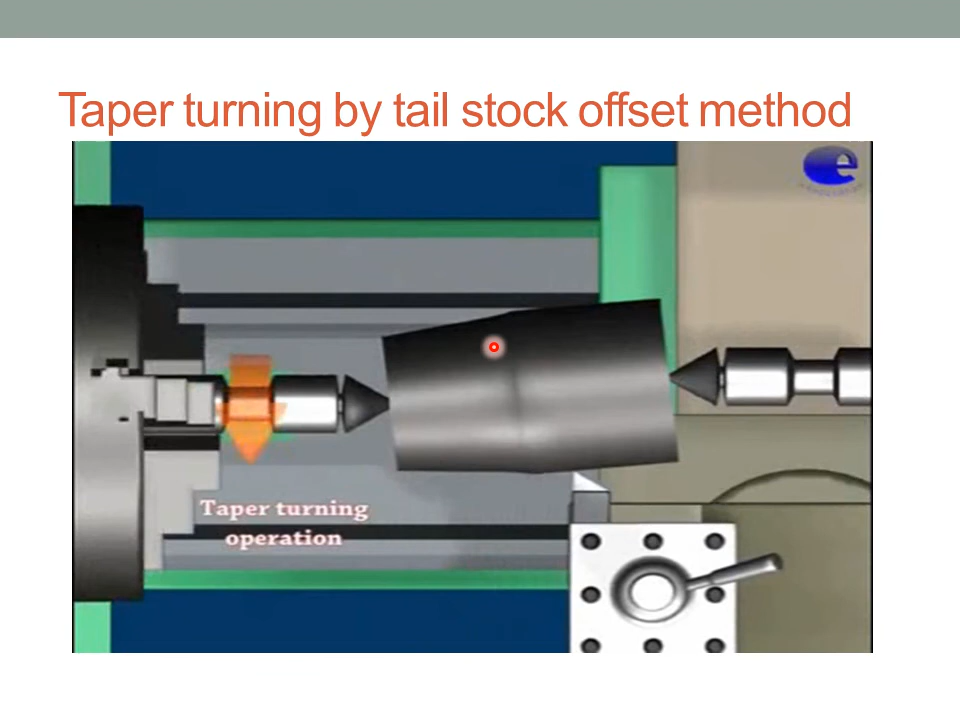 Taper turning by tail stock offset method
e
Taper turning
operation